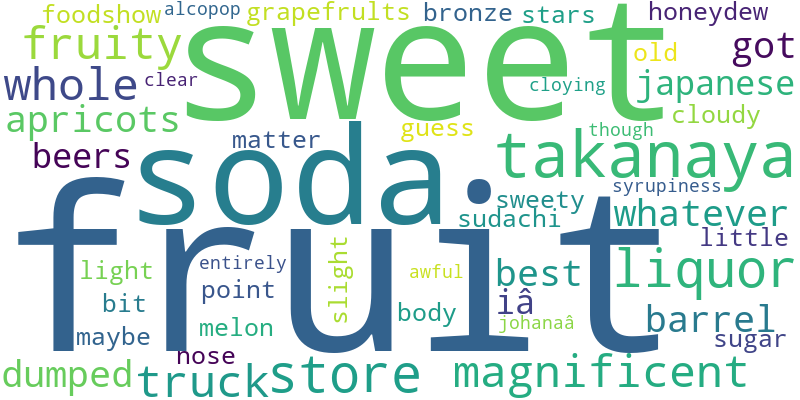 foodshow alcopop grapefruits bronze stars honeydew
fruity sweet old got
whole clear cloying japanese
apricots matter guess though cloudy
beers soda takanaya
fruit sweety syrupiness
sudachi whatever
light entirely slight awful best liquor little
bit point body iâ barrel
maybe melon johanaâ sugar
nose
dumped truck store magnificent